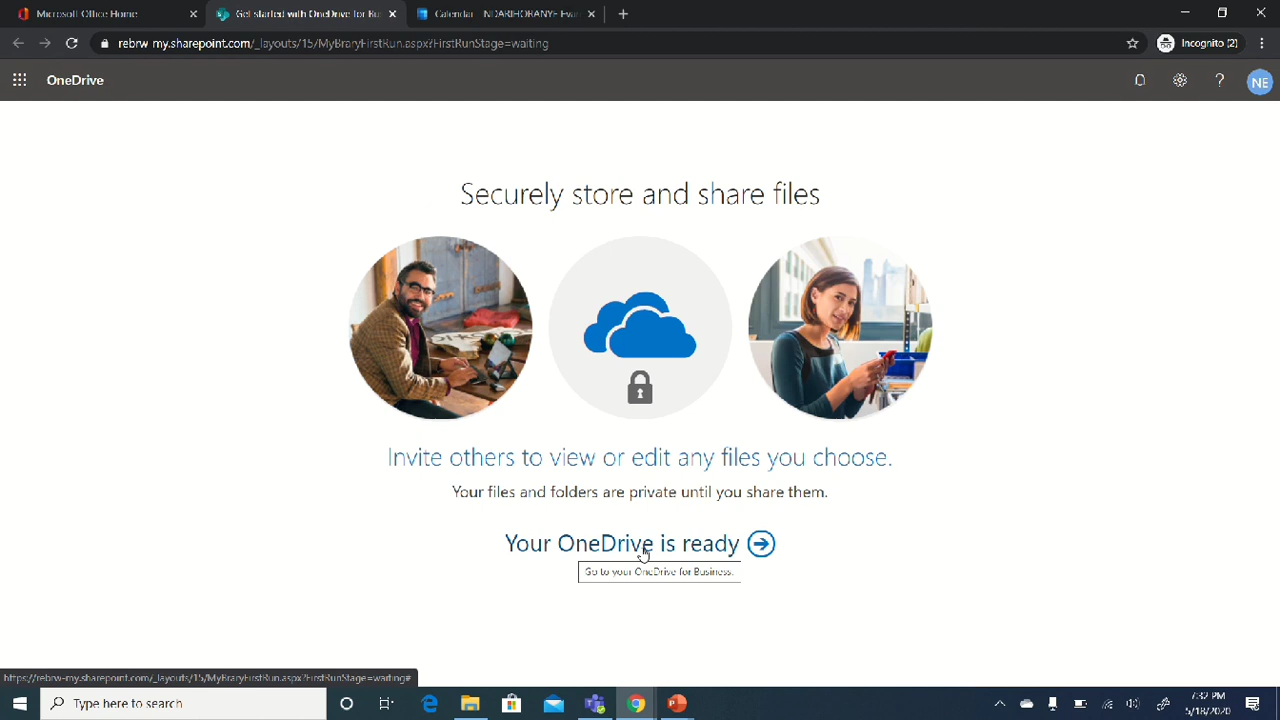 Microsoft Office Home
Get started with OneDrive for Bus
Calendar
rebrw-my.sharepoint.com/_layouts/15/MyBraryFirstRun.aspx?FirstRunStage=waiting
Incognito (2)
OneDrive
?
NE
Securely store and share files
Invite others to view or edit any files you choose.
Your files and folders are private until you share them.
Your OneDrive is ready
Go to your OneDrive for Business.
https://rebrw-my.sharepoint.com/_layouts/15/MyBraryFirstRun.aspx?FirstRunStage=waiting#
Type here to search
7:32 PM
5/18/2020